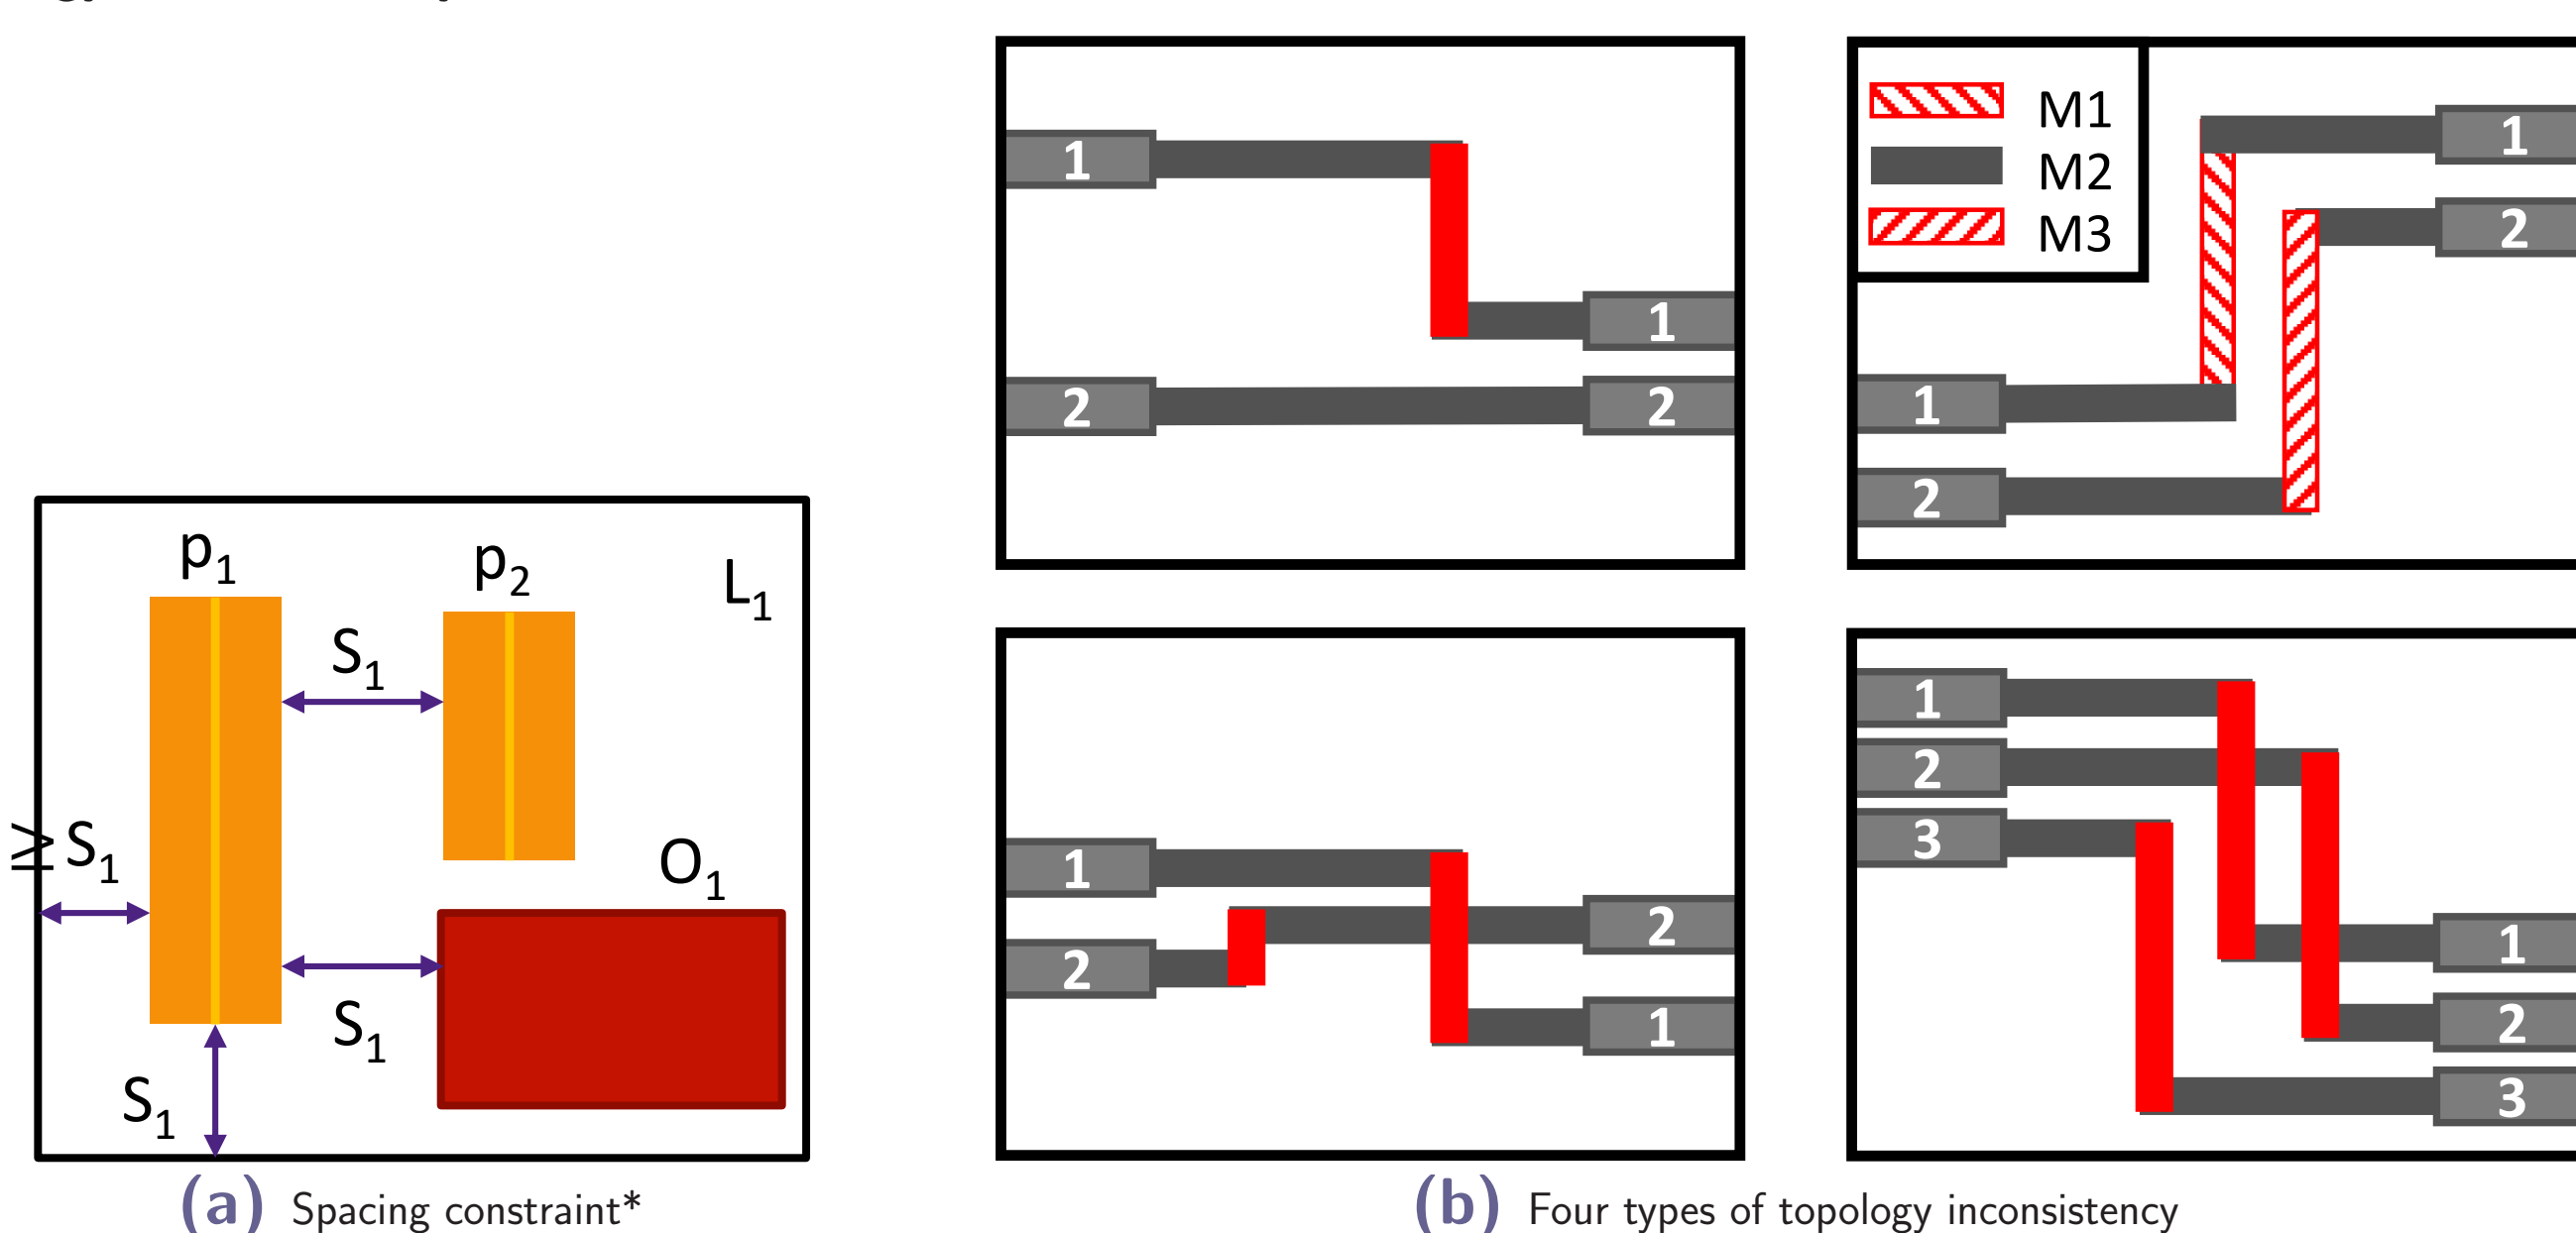 p1
p2
L1
S1
≥ S1
O1
S1
S1
(a) Spacing constraint*
1
1
2
2
M1
M2
M3
1
2
1
2
1
2
2
1
1
2
3
1
2
3
(b) Four types of topology inconsistency